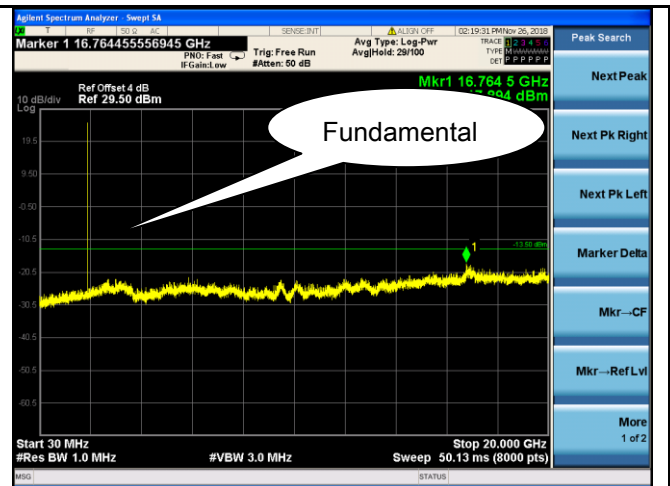 Agilent Spectrum Analyzer - Swept SA
T RF 50 Ω AC SENSE:INT ALIGN OFF 02:19:31 PM Nov 26, 2018
Marker 1 16.764455556945 GHz
PNO: Fast
IFGain:Low
Trig: Free Run
#Atten: 50 dB
Avg Type: Log-Pwr
Avg|Hold: 29/100
TRACE 1 2 3 4 5 6
TYPE
DET P P P P P P
Peak Search
Mkr1 16.764 5 GHz
dBm
Ref Offset 4 dB
10 dB/div Ref 29.50 dBm
Log
Fundamental
19.5
9.50
-0.50
-10.5
-20.5
-30.5
-40.5
-50.5
-60.5
1
-13.50 dBm
Start 30 MHz
Stop 20.000 GHz
#Res BW 1.0 MHz
#VBW 3.0 MHz
Sweep 50.13 ms (8000 pts)
MSG
STATUS
Next Peak
Next Pk Right
Next Pk Left
Marker Delta
Mkr→CF
Mkr→Ref Lvl
More
1 of 2